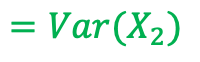 = Var(X₂)